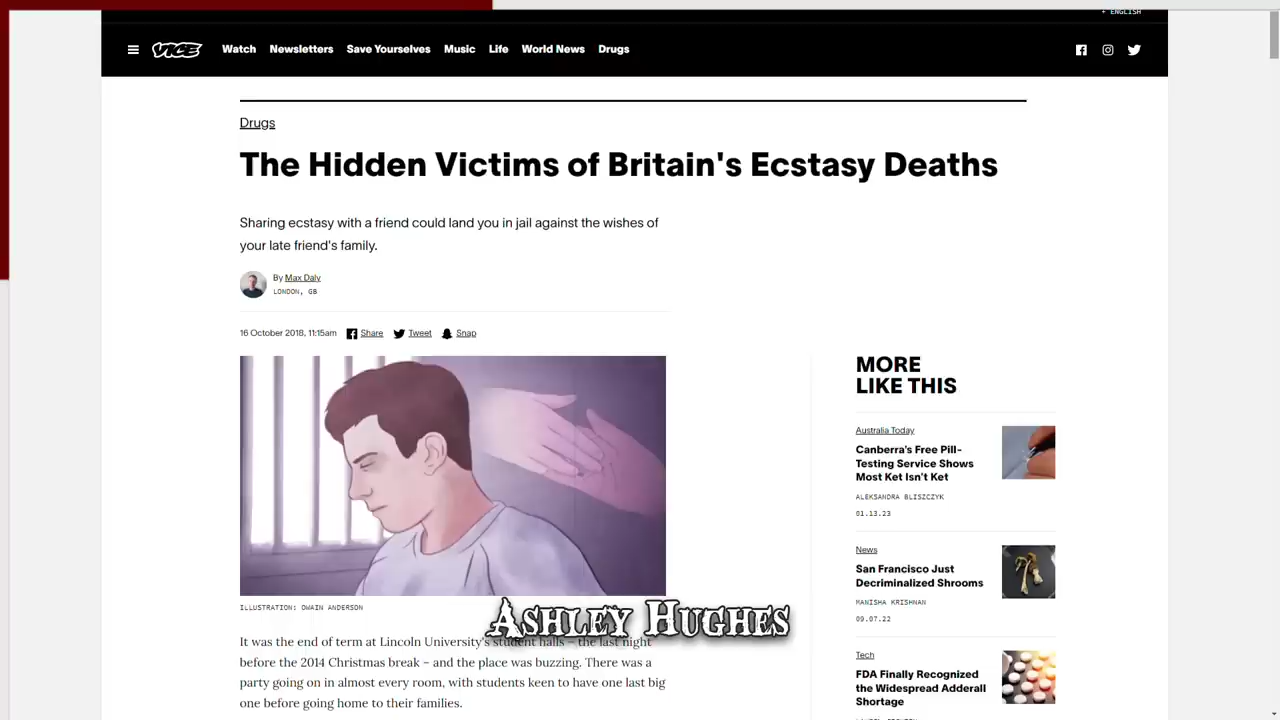 + ENGLISH
VICE Watch Newsletters Save Yourselves Music Life World News Drugs
Drugs
The Hidden Victims of Britain's Ecstasy Deaths
Sharing ecstasy with a friend could land you in jail against the wishes of
your late friend's family.
By Max Daly
LONDON, GB
16 October 2018, 11:15am Share Tweet Snap
ILLUSTRATION: OWAIN ANDERSON
ASHLEY HUGHES
It was the end of term at Lincoln University's student halls – the last night
before the 2014 Christmas break – and the place was buzzing. There was a
party going on in almost every room, with students keen to have one last big
one before going home to their families.
MORE
LIKE THIS
Australia Today
Canberra's Free Pill-
Testing Service Shows
Most Ket Isn't Ket
ALEKSANDRA BLISZCZYK
01.13.23
News
San Francisco Just
Decriminalized Shrooms
MANISHA KRISHNAN
09.07.22
Tech
FDA Finally Recognized
the Widespread Adderall
Shortage